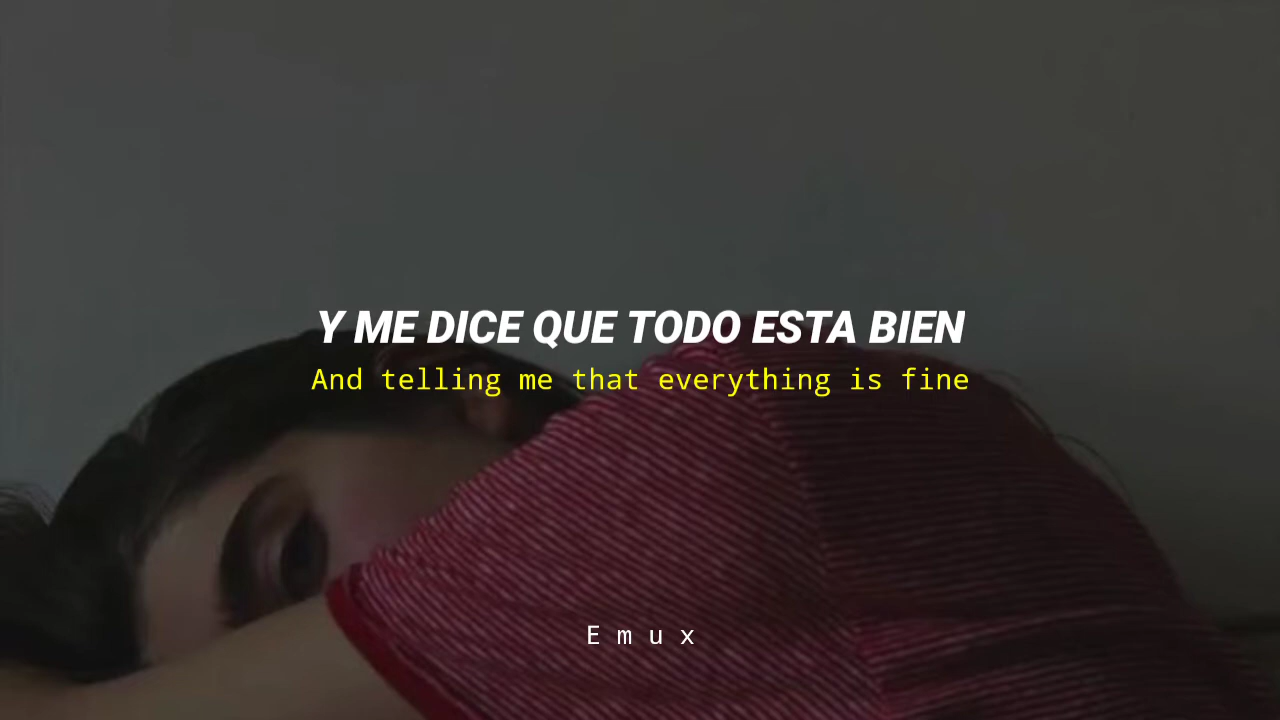 Y ME DICE QUE TODO ESTA BIEN
And telling me that everything is fine
E m u x